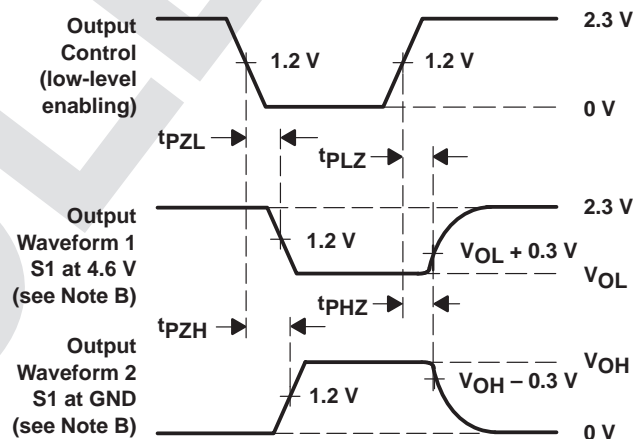 Output
Control
(low-level
enabling)
1.2 V
1.2 V
2.3 V
0 V
tPZL
tPLZ
Output
Waveform 1
S1 at 4.6 V
(see Note B)
1.2 V
2.3 V
VOL + 0.3 V
VOL
tPZH
tPHZ
Output
Waveform 2
S1 at GND
(see Note B)
1.2 V
VOH
VOH − 0.3 V
0 V